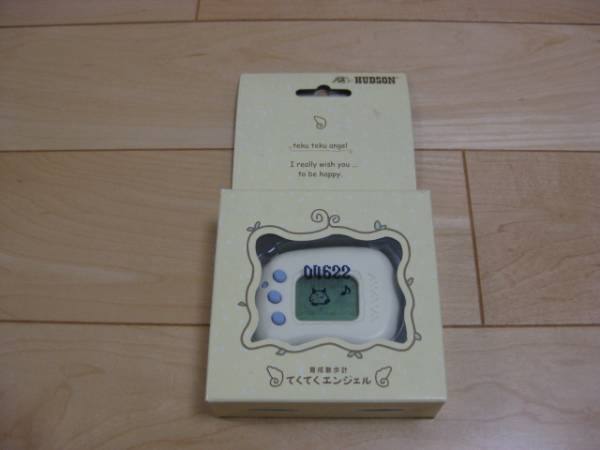 HUDSON
teku teku angel
I really wish you ...
to be happy.
04622
育成散歩計
てくてくエンジェル